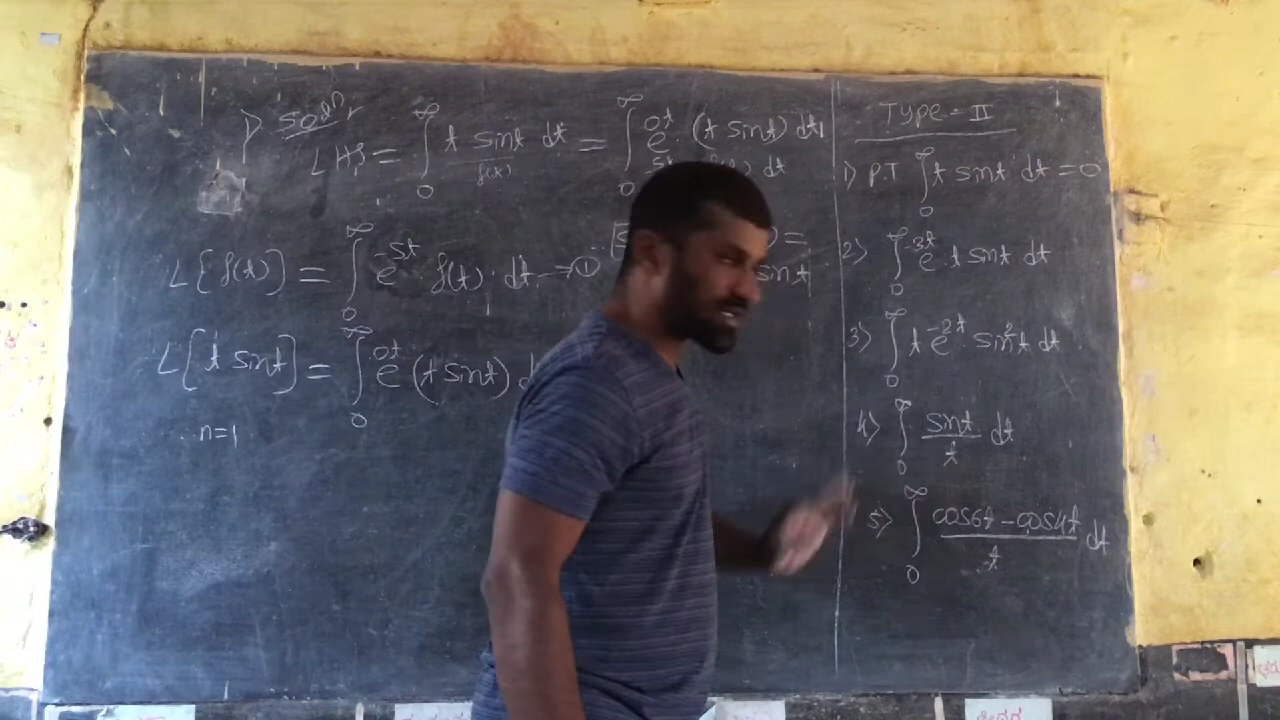 1) Solⁿ,
LHS = ∫₀^∞ t sint dt = ∫₀^∞ e^{0t} (t sint) dt,
f(t)
dt
L[f(t)] = ∫₀^∞ e^{-st} f(t) dt → ①
=
sint
L[t sint] = ∫₀^∞ e^{0t} (t sint) d
n=1
Type = II
1) P.T ∫₀^∞ t sint dt = 0
2) ∫₀^∞ e^{-3t} t sint dt
3) ∫₀^∞ t e^{-2t} sin²t dt
4) ∫₀^∞ sint/t dt
5) ∫₀^∞ cos6t - cos4t/t dt